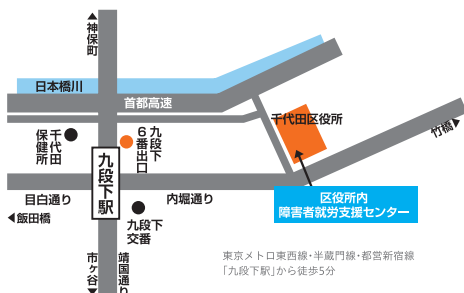 ▲神保町
日本橋川
首都高速
千代田区役所
竹橋▶
千代田
保健所
九段下
6番出口
九段下駅
目白通り
内堀通り
◀飯田橋
九段下
交番
区役所内
障害者就労支援センター
市ヶ谷▼
靖国通り
東京メトロ東西線・半蔵門線・都営新宿線
「九段下駅」から徒歩5分